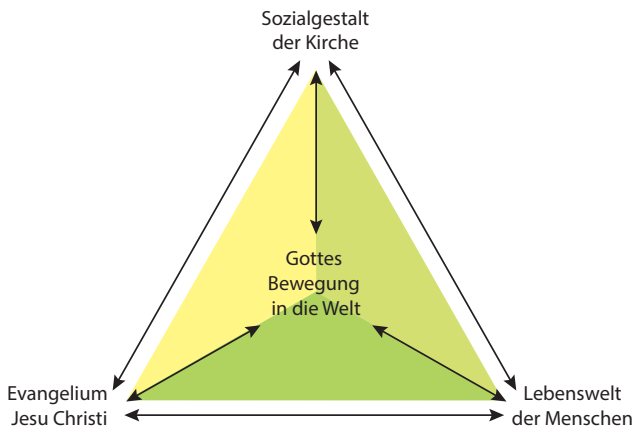 Sozialgestalt
der Kirche
Gottes
Bewegung
in die Welt
Evangelium
Jesu Christi
Lebenswelt
der Menschen